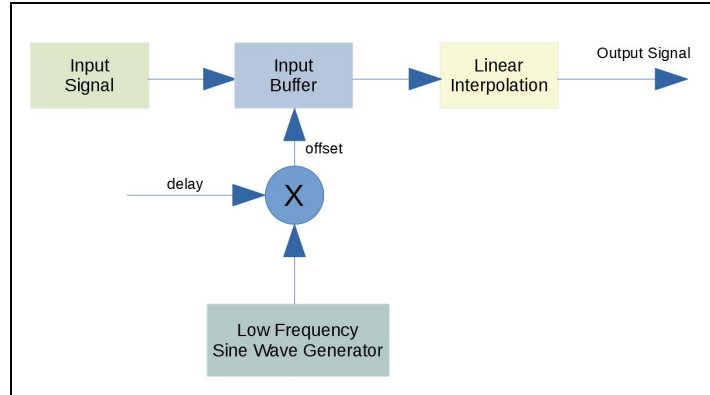 Input
Signal
Input
Buffer
Linear
Interpolation
Output Signal
offset
delay
X
Low Frequency
Sine Wave Generator